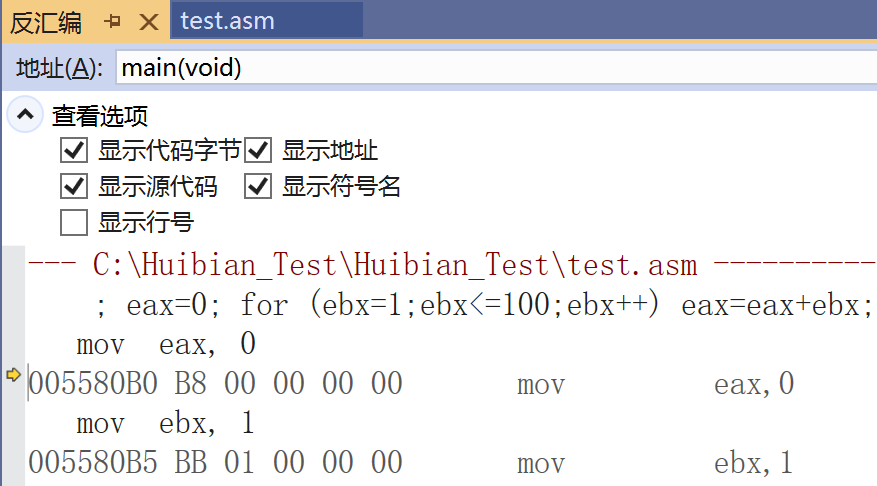 反汇编 test.asm
地址(A): main(void)
查看选项
显示代码字节 显示地址
显示源代码 显示符号名
显示行号
--- C:\Huibian_Test\Huibian_Test\test.asm ----------
; eax=0; for (ebx=1;ebx<=100;ebx++) eax=eax+ebx;
mov eax, 0
005580B0 B8 00 00 00 00 mov eax,0
mov ebx, 1
005580B5 BB 01 00 00 00 mov ebx,1